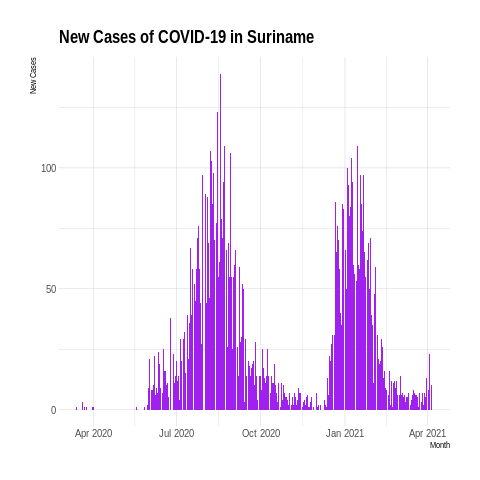 New Cases of COVID-19 in Suriname
New Cases
100
50
0
Apr 2020 Jul 2020 Oct 2020 Jan 2021 Apr 2021
Month